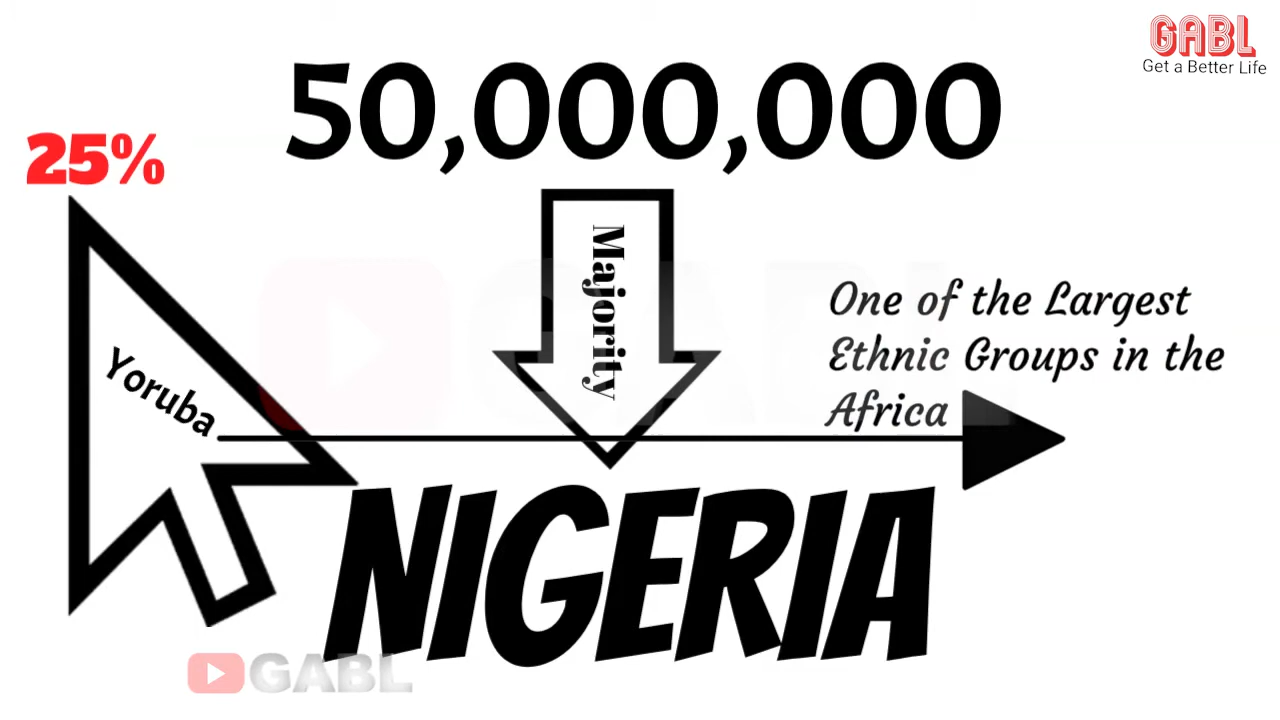 GABL
Get a Better Life
50,000,000
25%
Majority
Yoruba
One of the Largest
Ethnic Groups in the
Africa
GABL
NIGERIA
GABL